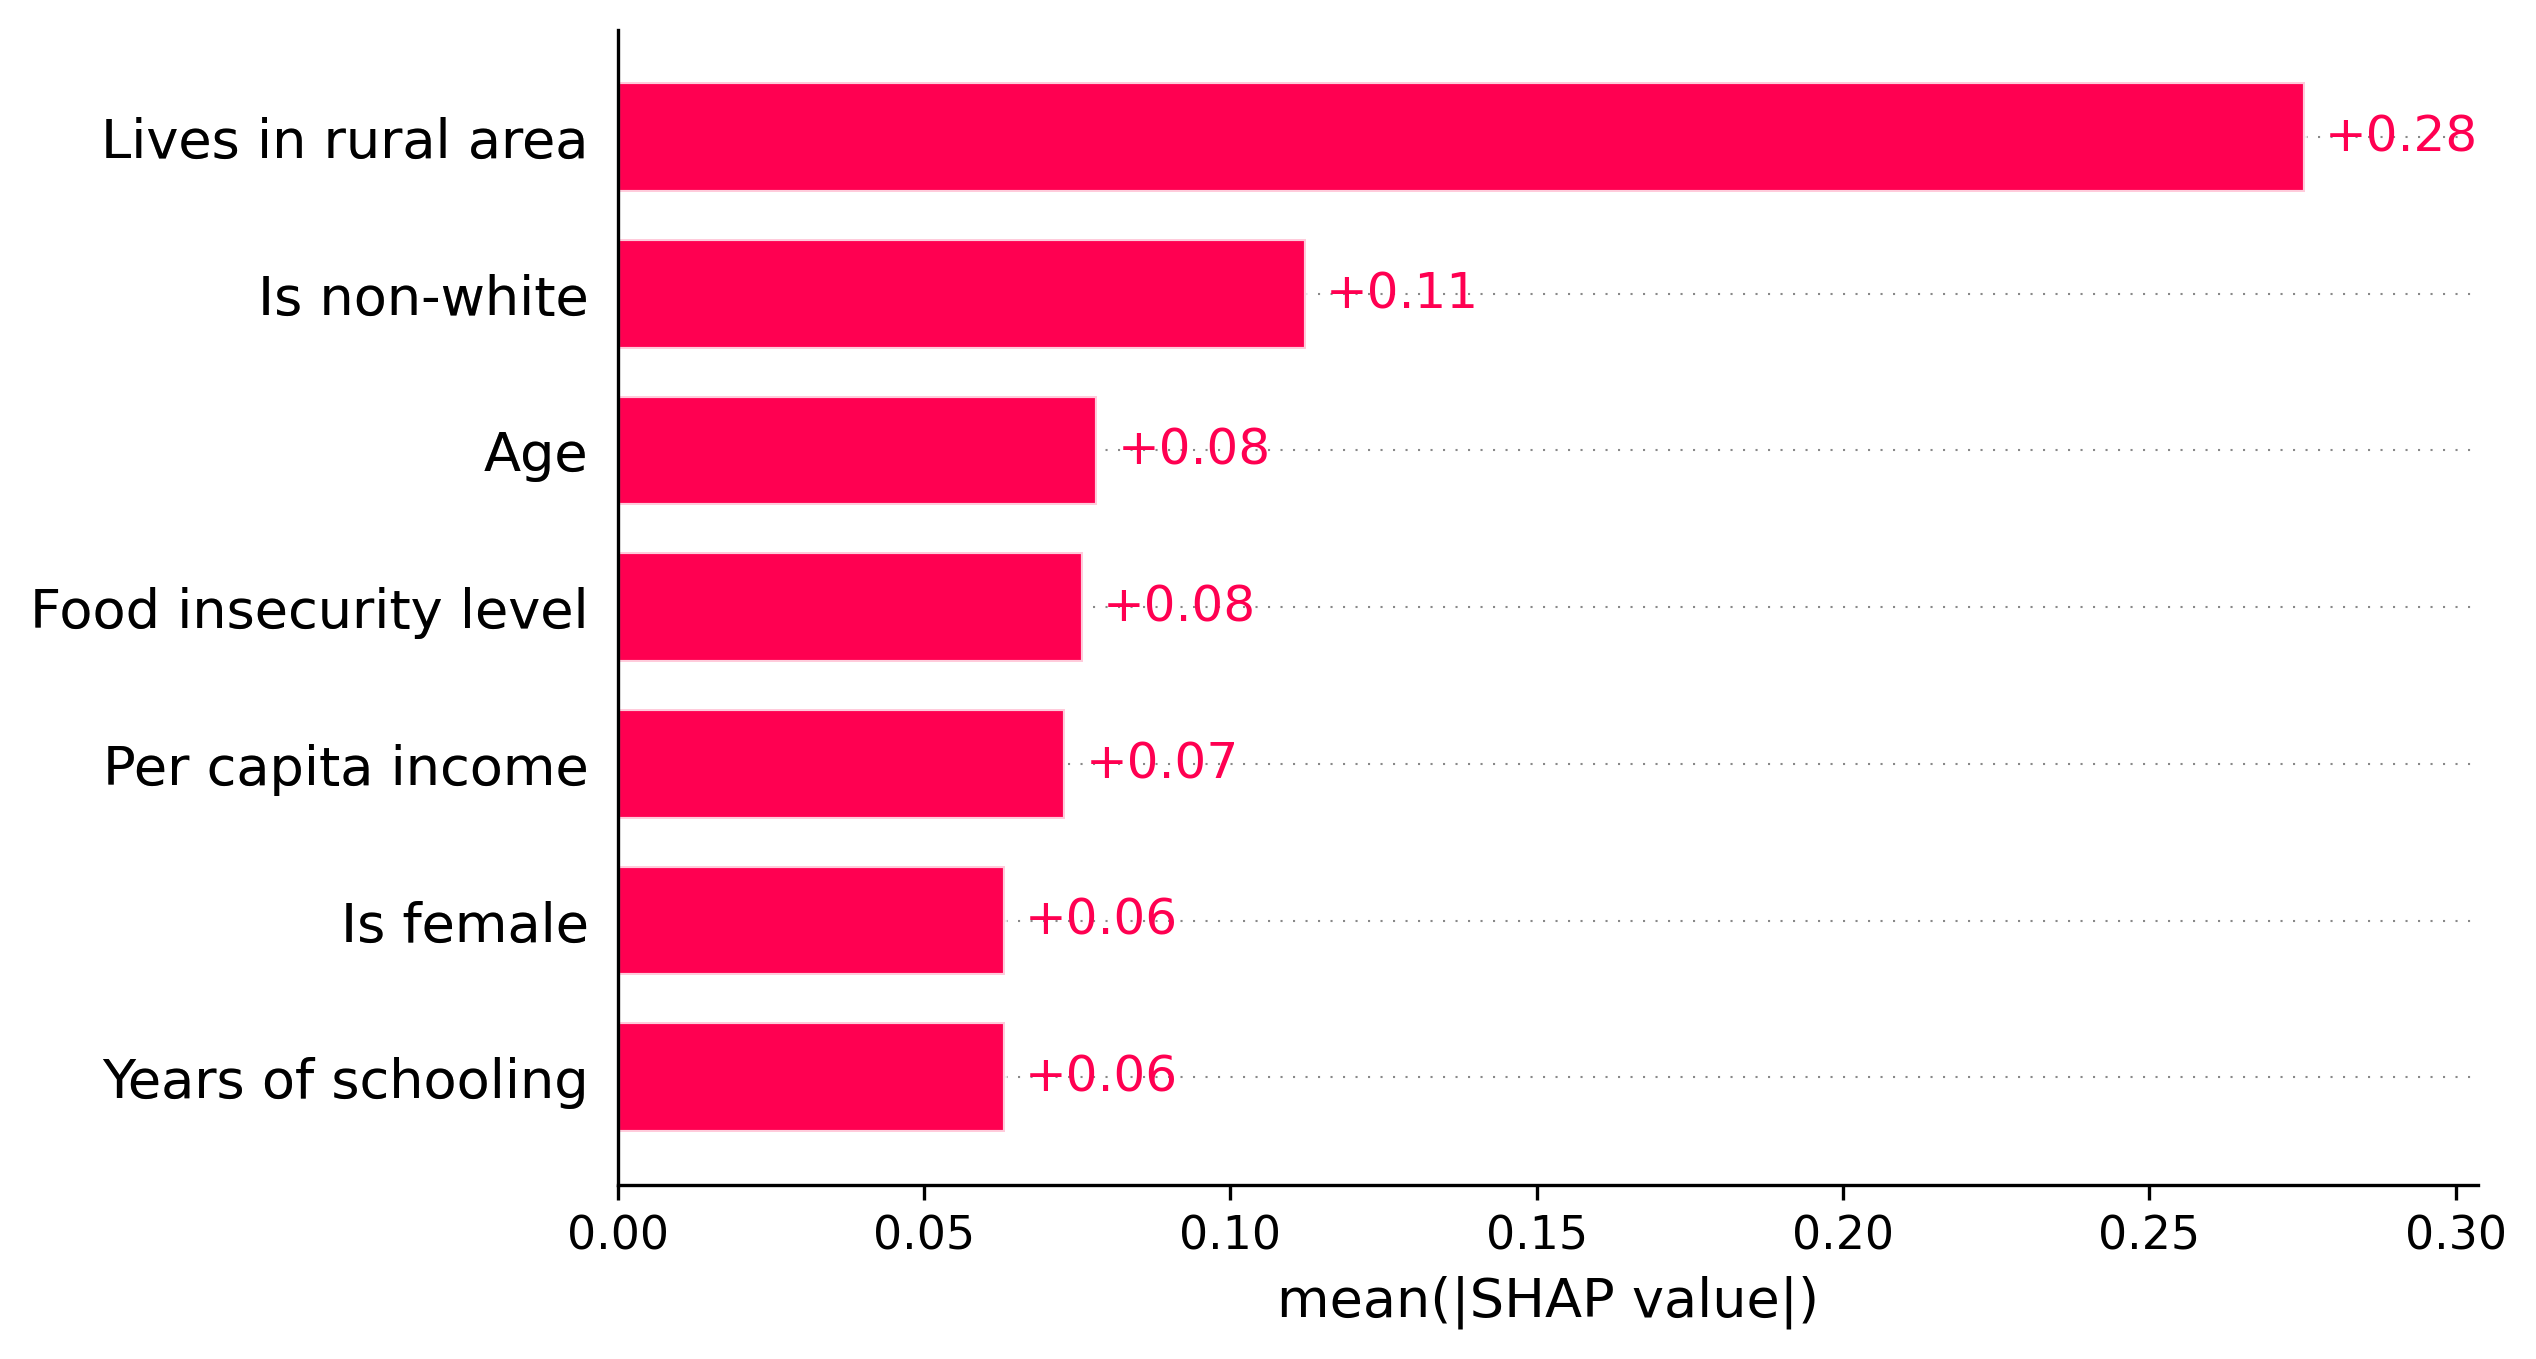 Lives in rural area +0.28
Is non-white +0.11
Age +0.08
Food insecurity level +0.08
Per capita income +0.07
Is female +0.06
Years of schooling +0.06
0.00 0.05 0.10 0.15 0.20 0.25 0.30
mean(|SHAP value|)